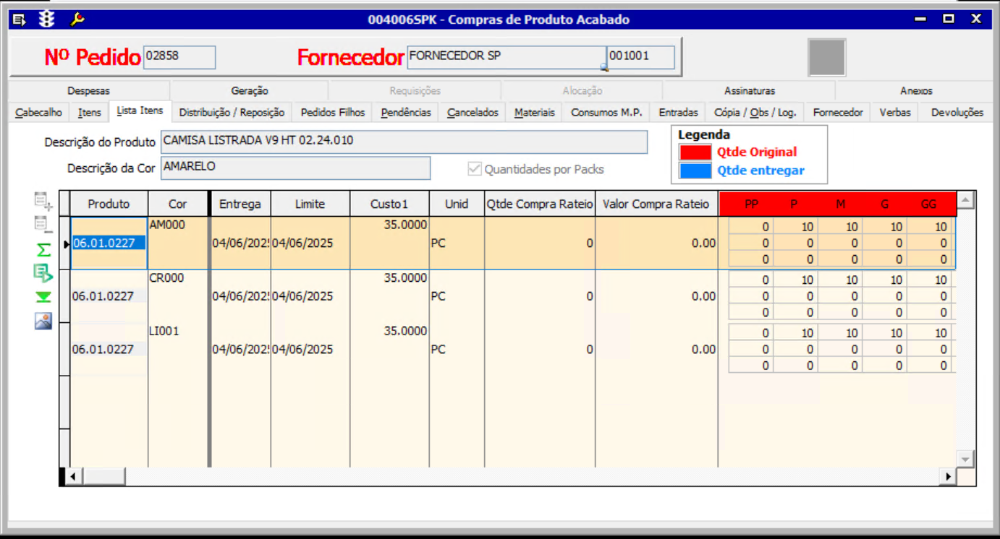 004006SPK - Compras de Produto Acabado
Nº Pedido 02858 Fornecedor FORNECEDOR SP 001001
Despesas Geração Requisições Alocação Assinaturas Anexos
Cabecalho Itens Lista Itens Distribuição / Reposição Pedidos Filhos Pendências Cancelados Materiais Consumos M.P. Entradas Cópia / Obs / Log. Fornecedor Verbas Devoluções
Descrição do Produto CAMISA LISTRADA V9 HT 02.24.010
Descrição da Cor AMARELO
Quantidades por Packs
Legenda
Qtde Original
Qtde entregar
Produto Cor Entrega Limite Custo1 Unid Qtde Compra Rateio Valor Compra Rateio PP P M G GG
AM000 35.0000 0 10 10 10 10
06.01.0227 04/06/202 04/06/2025 PC 0 0.00 0 0 0 0 0
0 0 0 0 0
CR000 35.0000 0 10 10 10 10
06.01.0227 04/06/202 04/06/2025 PC 0 0.00 0 0 0 0 0
0 0 0 0 0
LI001 35.0000 0 10 10 10 10
06.01.0227 04/06/202 04/06/2025 PC 0 0.00 0 0 0 0 0
0 0 0 0 0